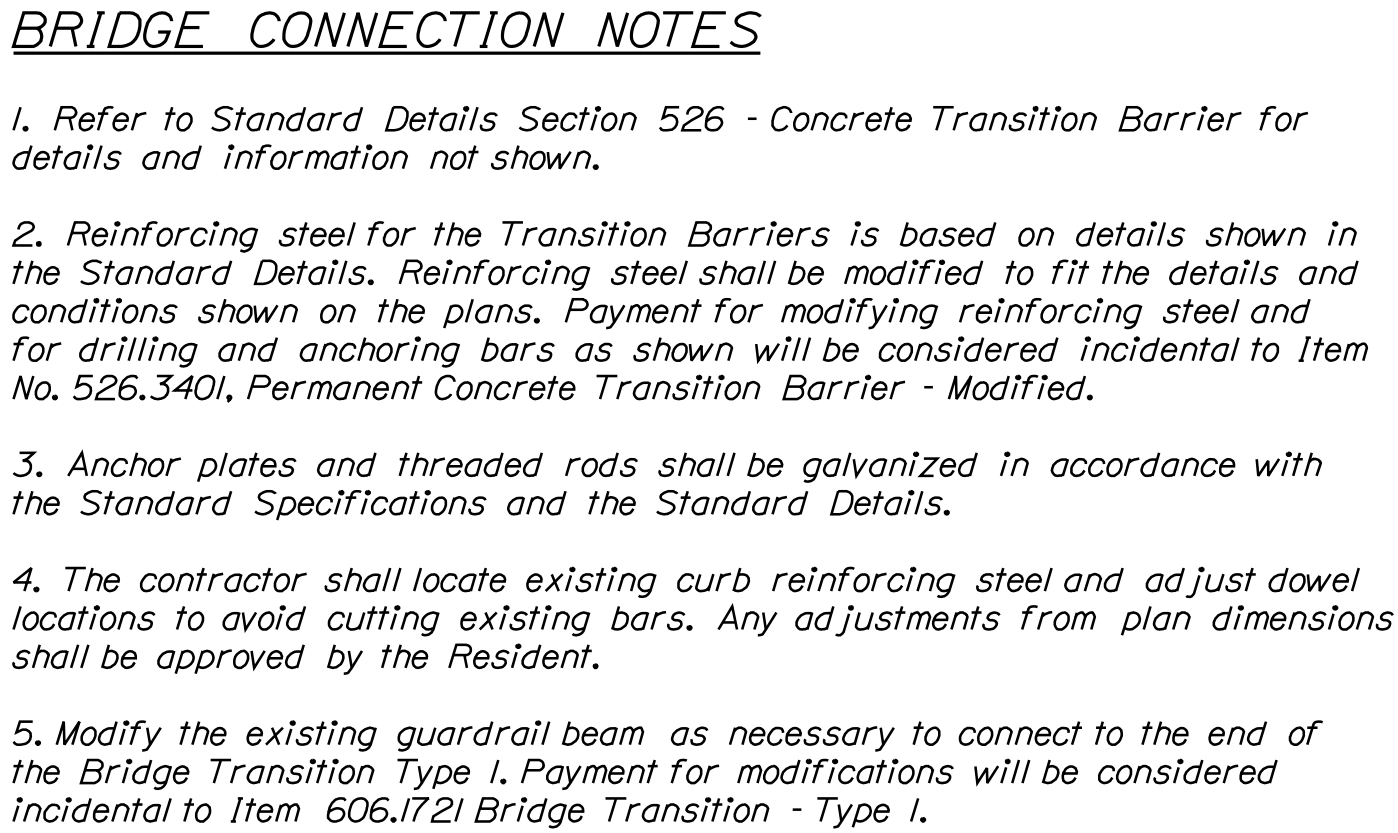 BRIDGE CONNECTION NOTES
1. Refer to Standard Details Section 526 - Concrete Transition Barrier for
details and information not shown.
2. Reinforcing steel for the Transition Barriers is based on details shown in
the Standard Details. Reinforcing steel shall be modified to fit the details and
conditions shown on the plans. Payment for modifying reinforcing steel and
for drilling and anchoring bars as shown will be considered incidental to Item
No. 526.3401, Permanent Concrete Transition Barrier - Modified.
3. Anchor plates and threaded rods shall be galvanized in accordance with
the Standard Specifications and the Standard Details.
4. The contractor shall locate existing curb reinforcing steel and adjust dowel
locations to avoid cutting existing bars. Any adjustments from plan dimensions
shall be approved by the Resident.
5. Modify the existing guardrail beam as necessary to connect to the end of
the Bridge Transition Type 1. Payment for modifications will be considered
incidental to Item 606.1721 Bridge Transition - Type 1.